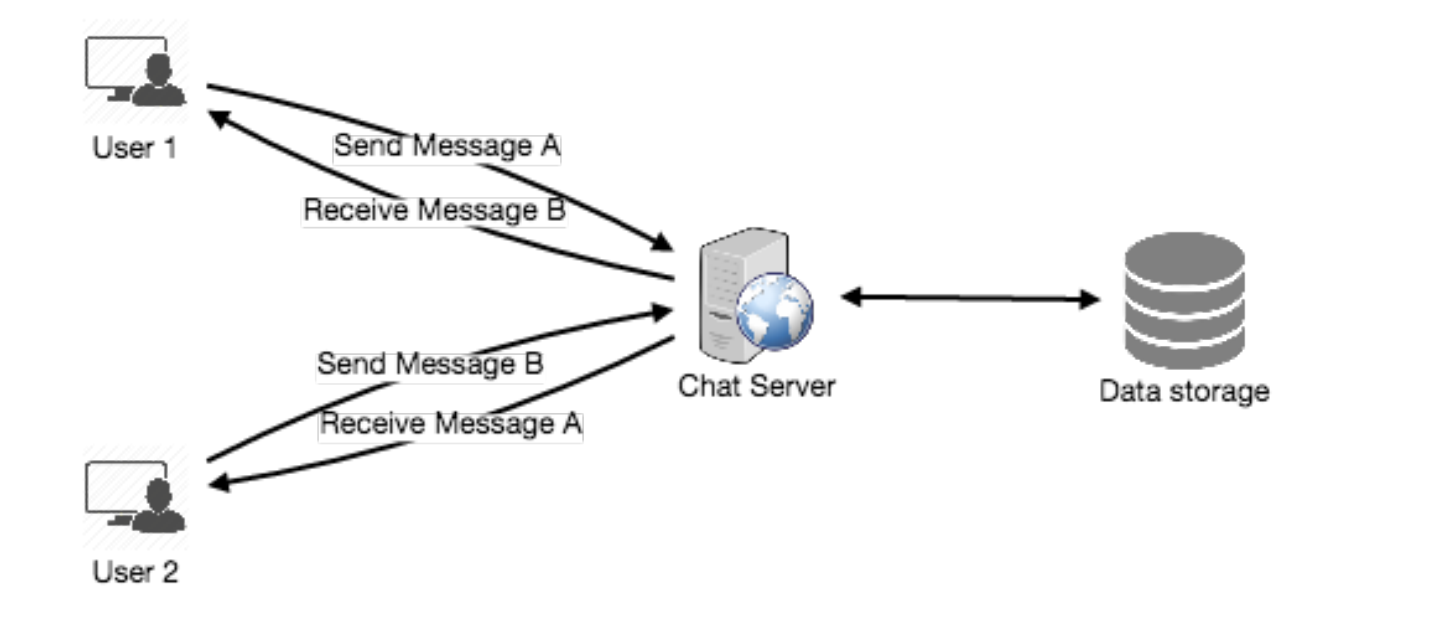 User 1
Send Message A
Receive Message B
Chat Server
Data storage
Send Message B
Receive Message A
User 2